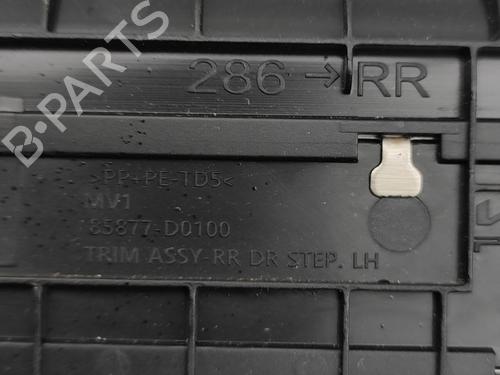 286→RR
B-PARTS
>PP+PE-TD5<
MV1
85877-D0100
TRIM ASSY-RR DR STEP. LH